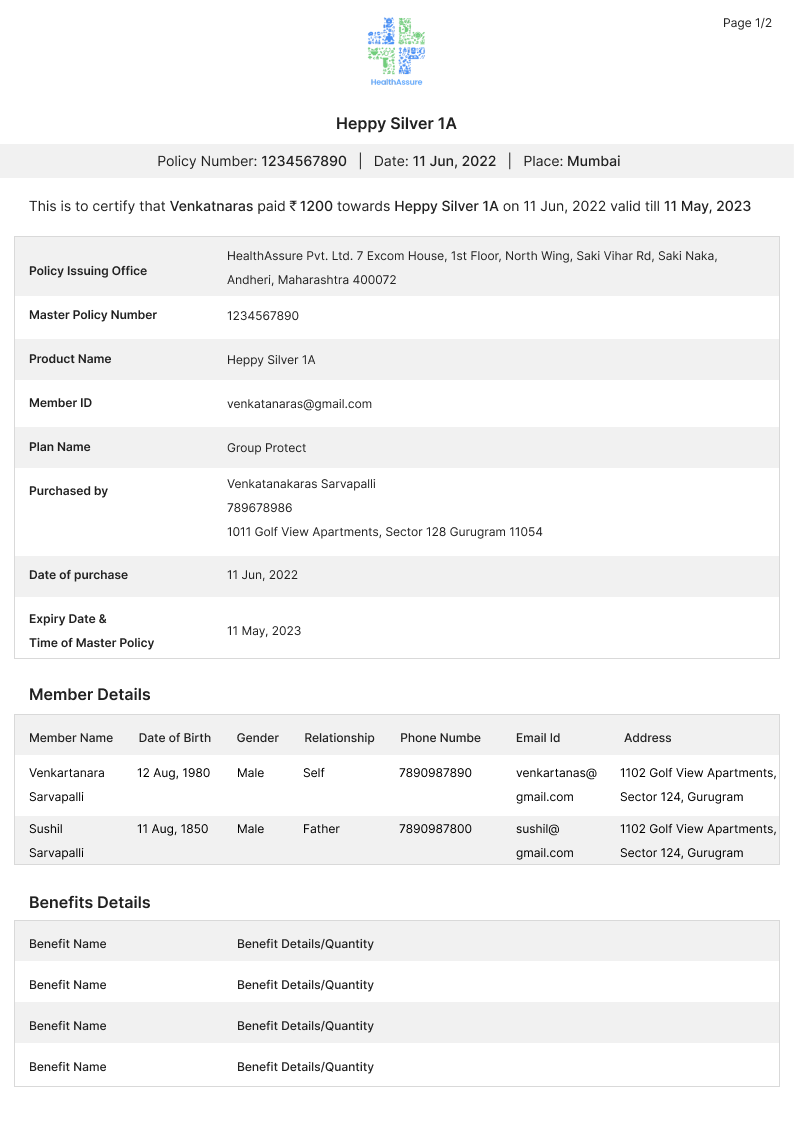 Page 1/2
HealthAssure
Heppy Silver 1A
Policy Number: 1234567890 | Date: 11 Jun, 2022 | Place: Mumbai
This is to certify that Venkatnaras paid ₹ 1200 towards Heppy Silver 1A on 11 Jun, 2022 valid till 11 May, 2023
Policy Issuing Office
HealthAssure Pvt. Ltd. 7 Excom House, 1st Floor, North Wing, Saki Vihar Rd, Saki Naka,
Andheri, Maharashtra 400072
Master Policy Number 1234567890
Product Name Heppy Silver 1A
Member ID venkatanaras@gmail.com
Plan Name Group Protect
Purchased by Venkatanakaras Sarvapalli
789678986
1011 Golf View Apartments, Sector 128 Gurugram 11054
Date of purchase 11 Jun, 2022
Expiry Date &
Time of Master Policy
11 May, 2023
Member Details
Member Name Date of Birth Gender Relationship Phone Numbe Email Id Address
Venkartanara 12 Aug, 1980 Male Self 7890987890 venkartanas@ 1102 Golf View Apartments,
Sarvapalli gmail.com Sector 124, Gurugram
Sushil 11 Aug, 1850 Male Father 7890987800 sushil@ 1102 Golf View Apartments,
Sarvapalli gmail.com Sector 124, Gurugram
Benefits Details
Benefit Name Benefit Details/Quantity
Benefit Name Benefit Details/Quantity
Benefit Name Benefit Details/Quantity
Benefit Name Benefit Details/Quantity